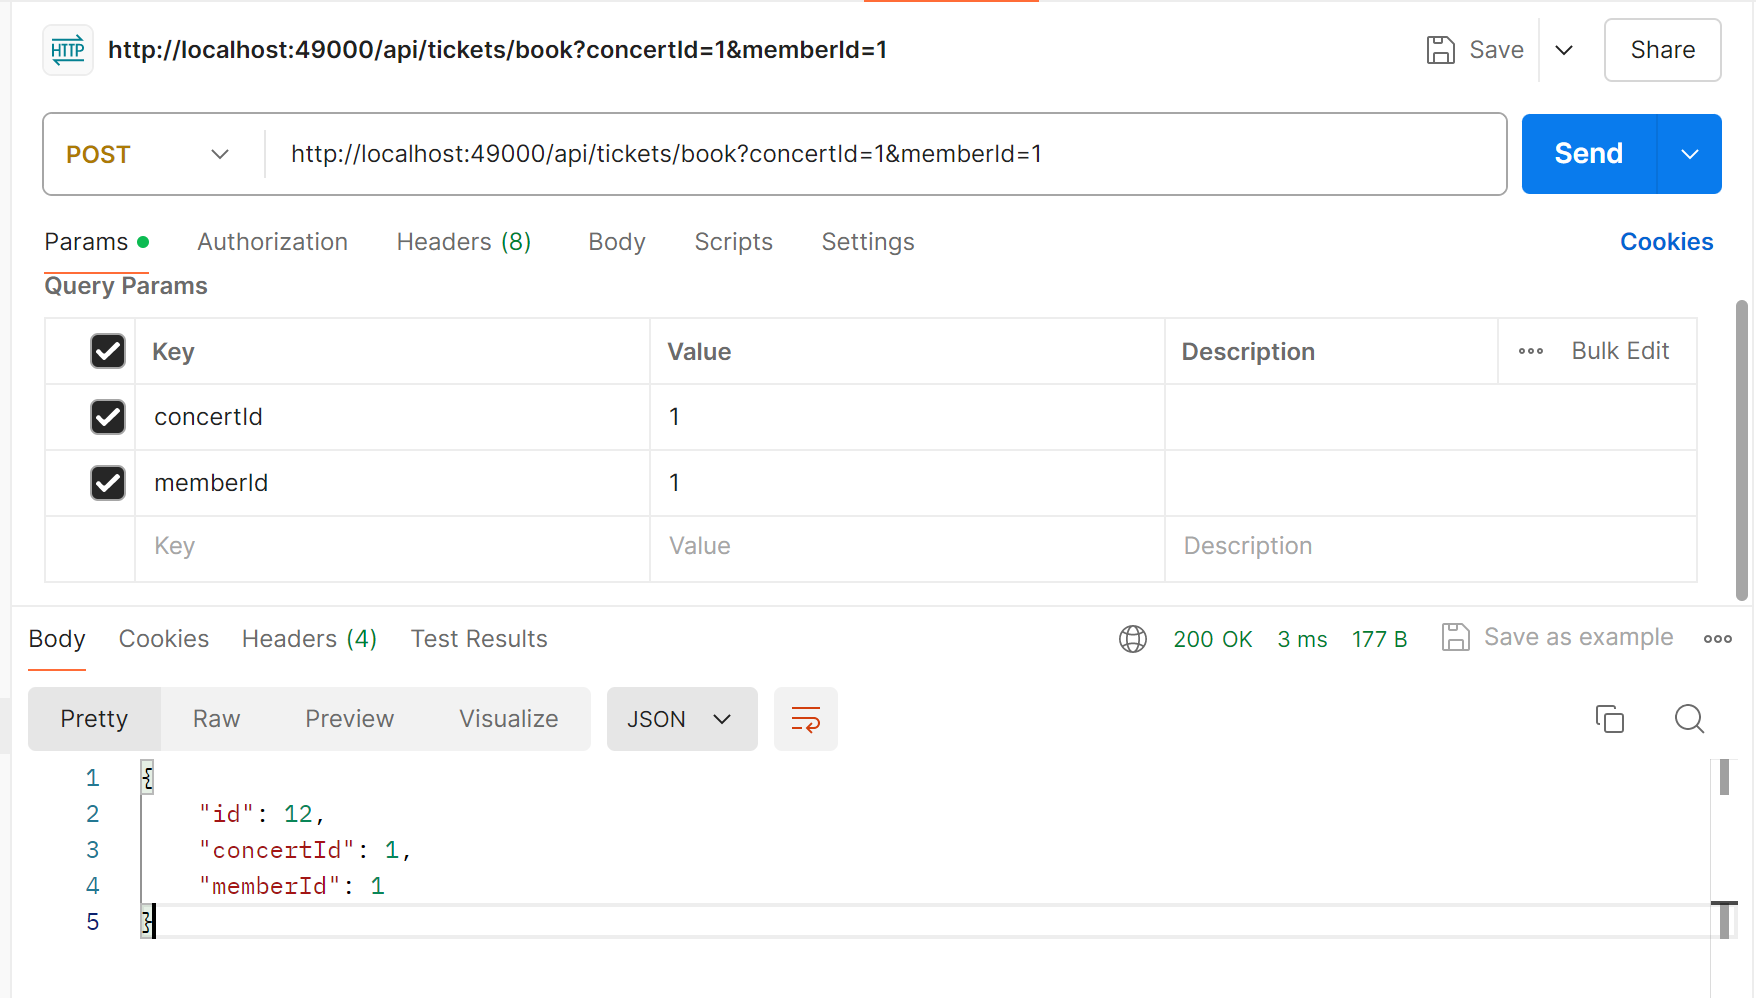 HTTP http://localhost:49000/api/tickets/book?concertId=1&memberId=1 Save Share
POST http://localhost:49000/api/tickets/book?concertId=1&memberId=1 Send
Params Authorization Headers (8) Body Scripts Settings Cookies
Query Params
Key Value Description Bulk Edit
concertId 1
memberId 1
Key Value Description
Body Cookies Headers (4) Test Results 200 OK 3 ms 177 B Save as example
Pretty Raw Preview Visualize JSON
1 {
2 "id": 12,
3 "concertId": 1,
4 "memberId": 1
5 }